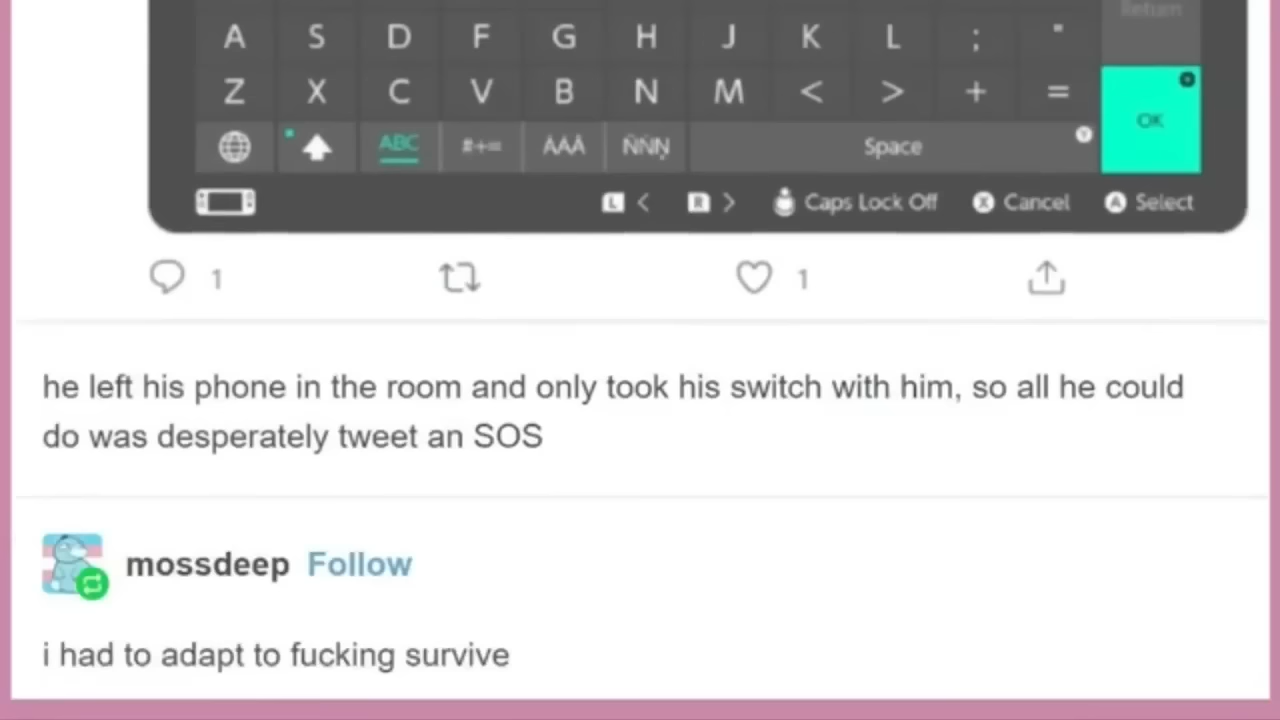 Return
A S D F G H J K L ; "
Z X C V B N M < > + =
ABC #+= ÀÁÂ ÑÑŅ Space OK
L < R > Caps Lock Off X Cancel A Select
1 1
he left his phone in the room and only took his switch with him, so all he could
do was desperately tweet an SOS
mossdeep Follow
i had to adapt to fucking survive